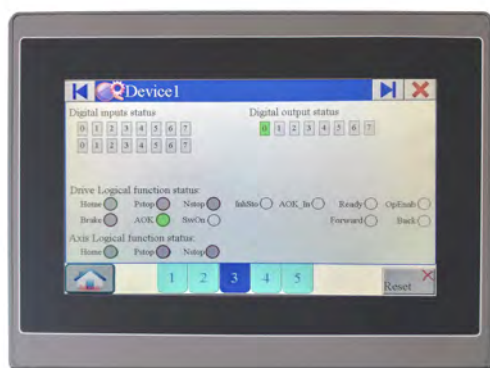 Device1
Digital inputs status
Digital output status
0 1 2 3 4 5 6 7
0 1 2 3 4 5 6 7
0 1 2 3 4 5 6 7
Drive Logical function status:
Home Pstop Nstop InhSto AOK_In Ready OpEnab
Brake AOK SwOn Forward Back
Axis Logical function status:
Home Pstop Nstop
1 2 3 4 5
Reset